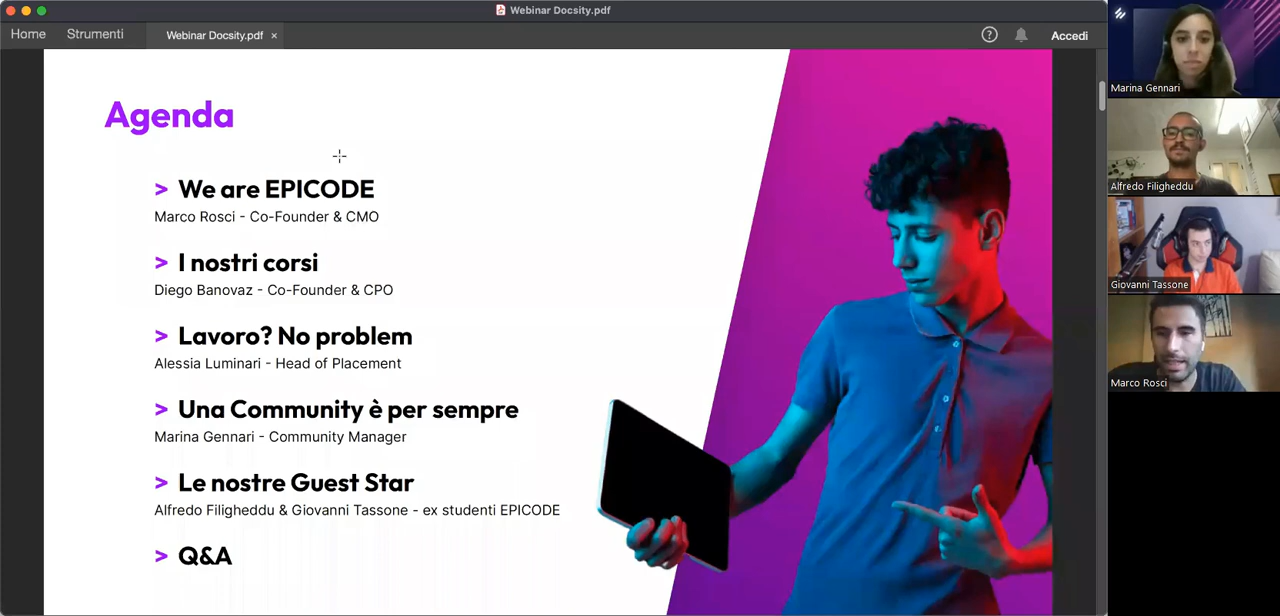 Webinar Docsity.pdf
Home
Strumenti
Webinar Docsity.pdf ×
?
Accedi
Agenda
> We are EPICODE
Marco Rosci - Co-Founder & CMO
> I nostri corsi
Diego Banovaz - Co-Founder & CPO
> Lavoro? No problem
Alessia Luminari - Head of Placement
> Una Community è per sempre
Marina Gennari - Community Manager
> Le nostre Guest Star
Alfredo Filigheddu & Giovanni Tassone - ex studenti EPICODE
> Q&A
Marina Gennari
Alfredo Filigheddu
Giovanni Tassone
Marco Rosci